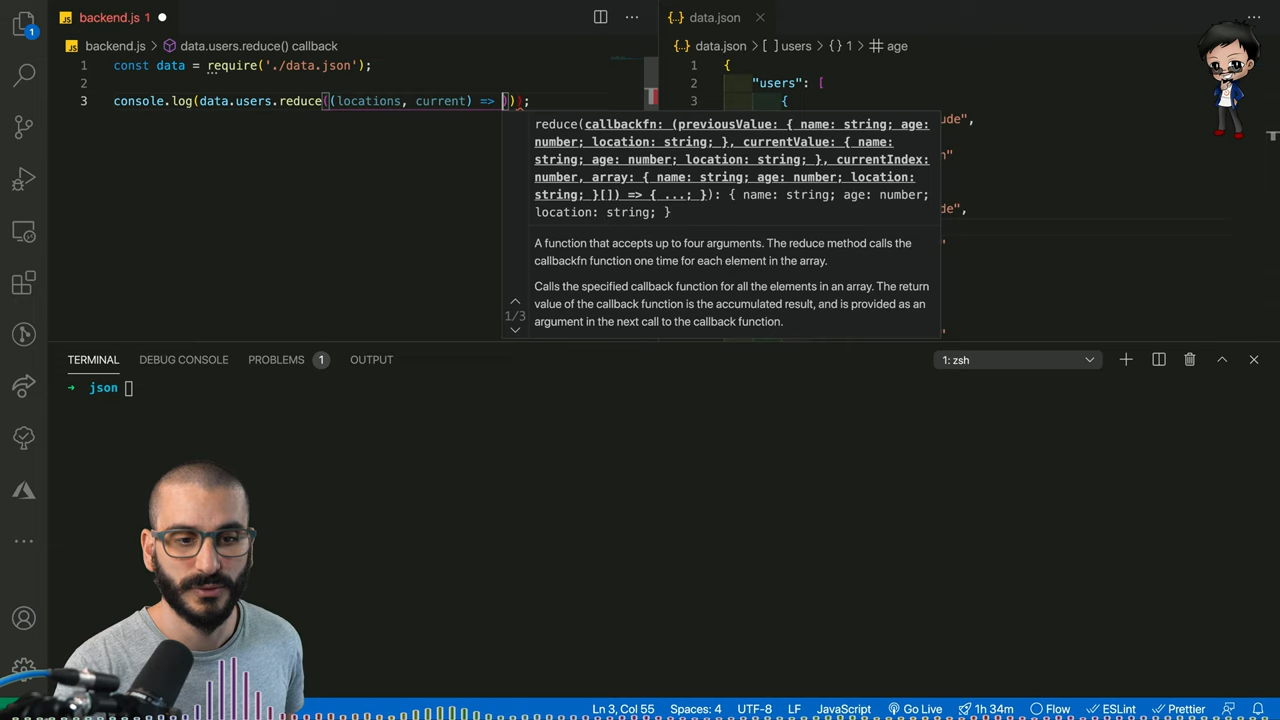 backend.js 1
data.json
backend.js > data.users.reduce() callback
data.json > [ ] users > { } 1 > # age
1 const data = require('./data.json');
2
3 console.log(data.users.reduce((locations, current) => ));
1 {
2 "users": [
3 {
ude",
n"
de",
reduce(callbackfn: (previousValue: { name: string; age:
number; location: string; }, currentValue: { name:
string; age: number; location: string; }, currentIndex:
number, array: { name: string; age: number; location:
string; }[]) => { ...; }): { name: string; age: number;
location: string; }
A function that accepts up to four arguments. The reduce method calls the
callbackfn function one time for each element in the array.
Calls the specified callback function for all the elements in an array. The return
value of the callback function is the accumulated result, and is provided as an
argument in the next call to the callback function.
1/3
TERMINAL DEBUG CONSOLE PROBLEMS 1 OUTPUT
1: zsh
→ json
1
Ln 3, Col 55 Spaces: 4 UTF-8 LF JavaScript Go Live 1h 34m Flow ESLint Prettier